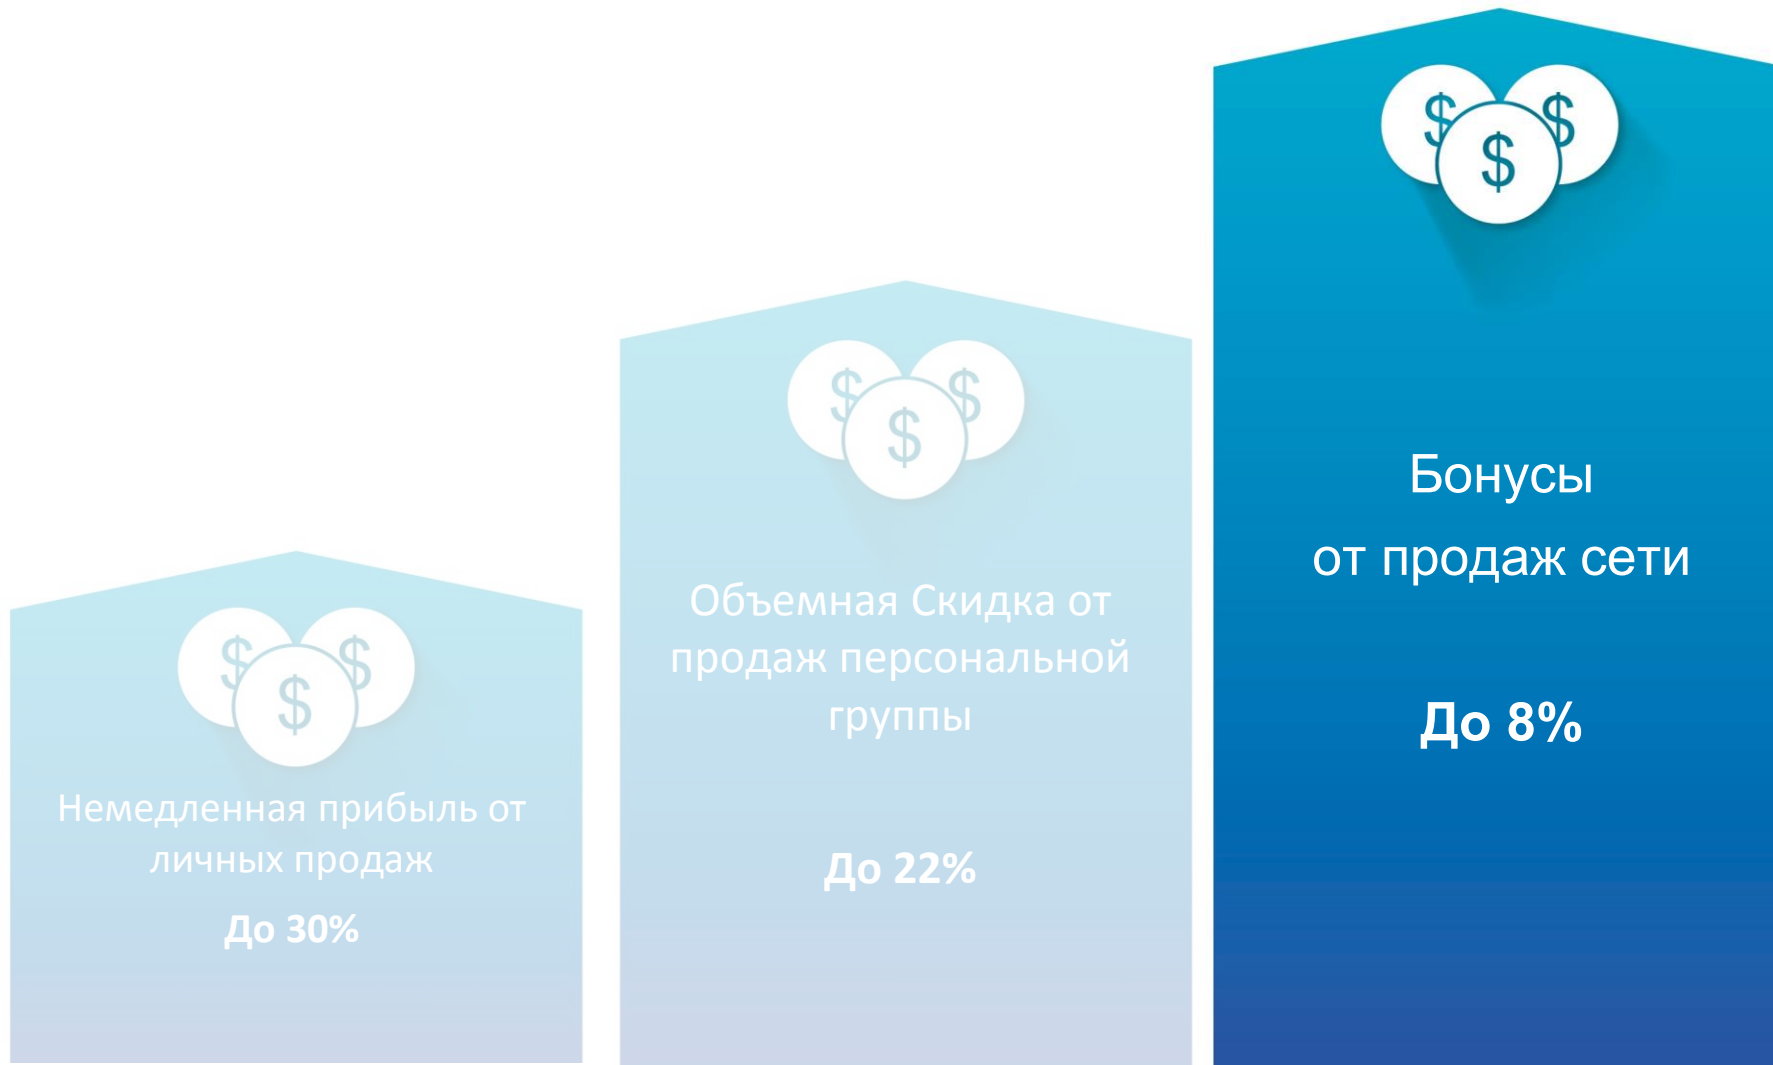 Немедленная прибыль от
личных продаж
До 30%
Объемная Скидка от
продаж персональной
группы
До 22%
Бонусы
от продаж сети
До 8%
$
$
$
$
$
$
$
$
$